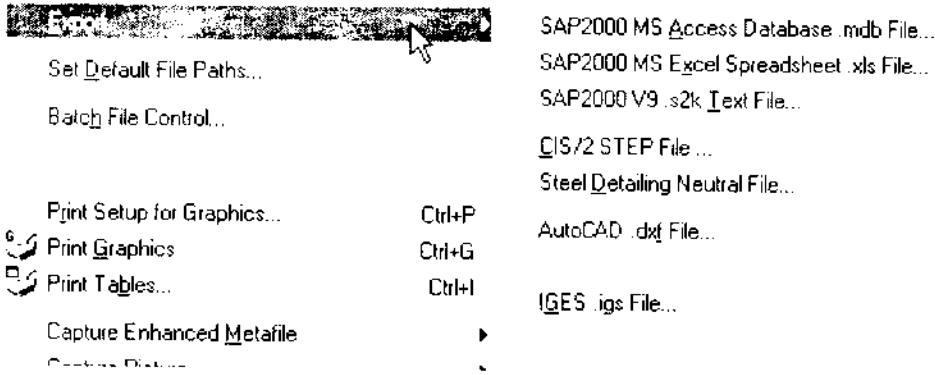 Export
Set Default File Paths...
Batch File Control...
Print Setup for Graphics... Ctrl+P
Print Graphics Ctrl+G
Print Tables... Ctrl+I
Capture Enhanced Metafile
Capture Picture
SAP2000 MS Access Database .mdb File...
SAP2000 MS Excel Spreadsheet .xls File...
SAP2000 V9 .s2k Text File...
CIS/2 STEP File ...
Steel Detailing Neutral File...
AutoCAD .dxf File...
IGES .igs File...